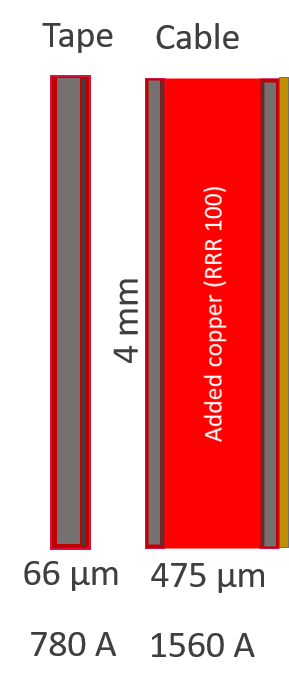 Tape Cable
Added copper (RRR 100)
4 mm
66 μm 475 μm
780 A 1560 A